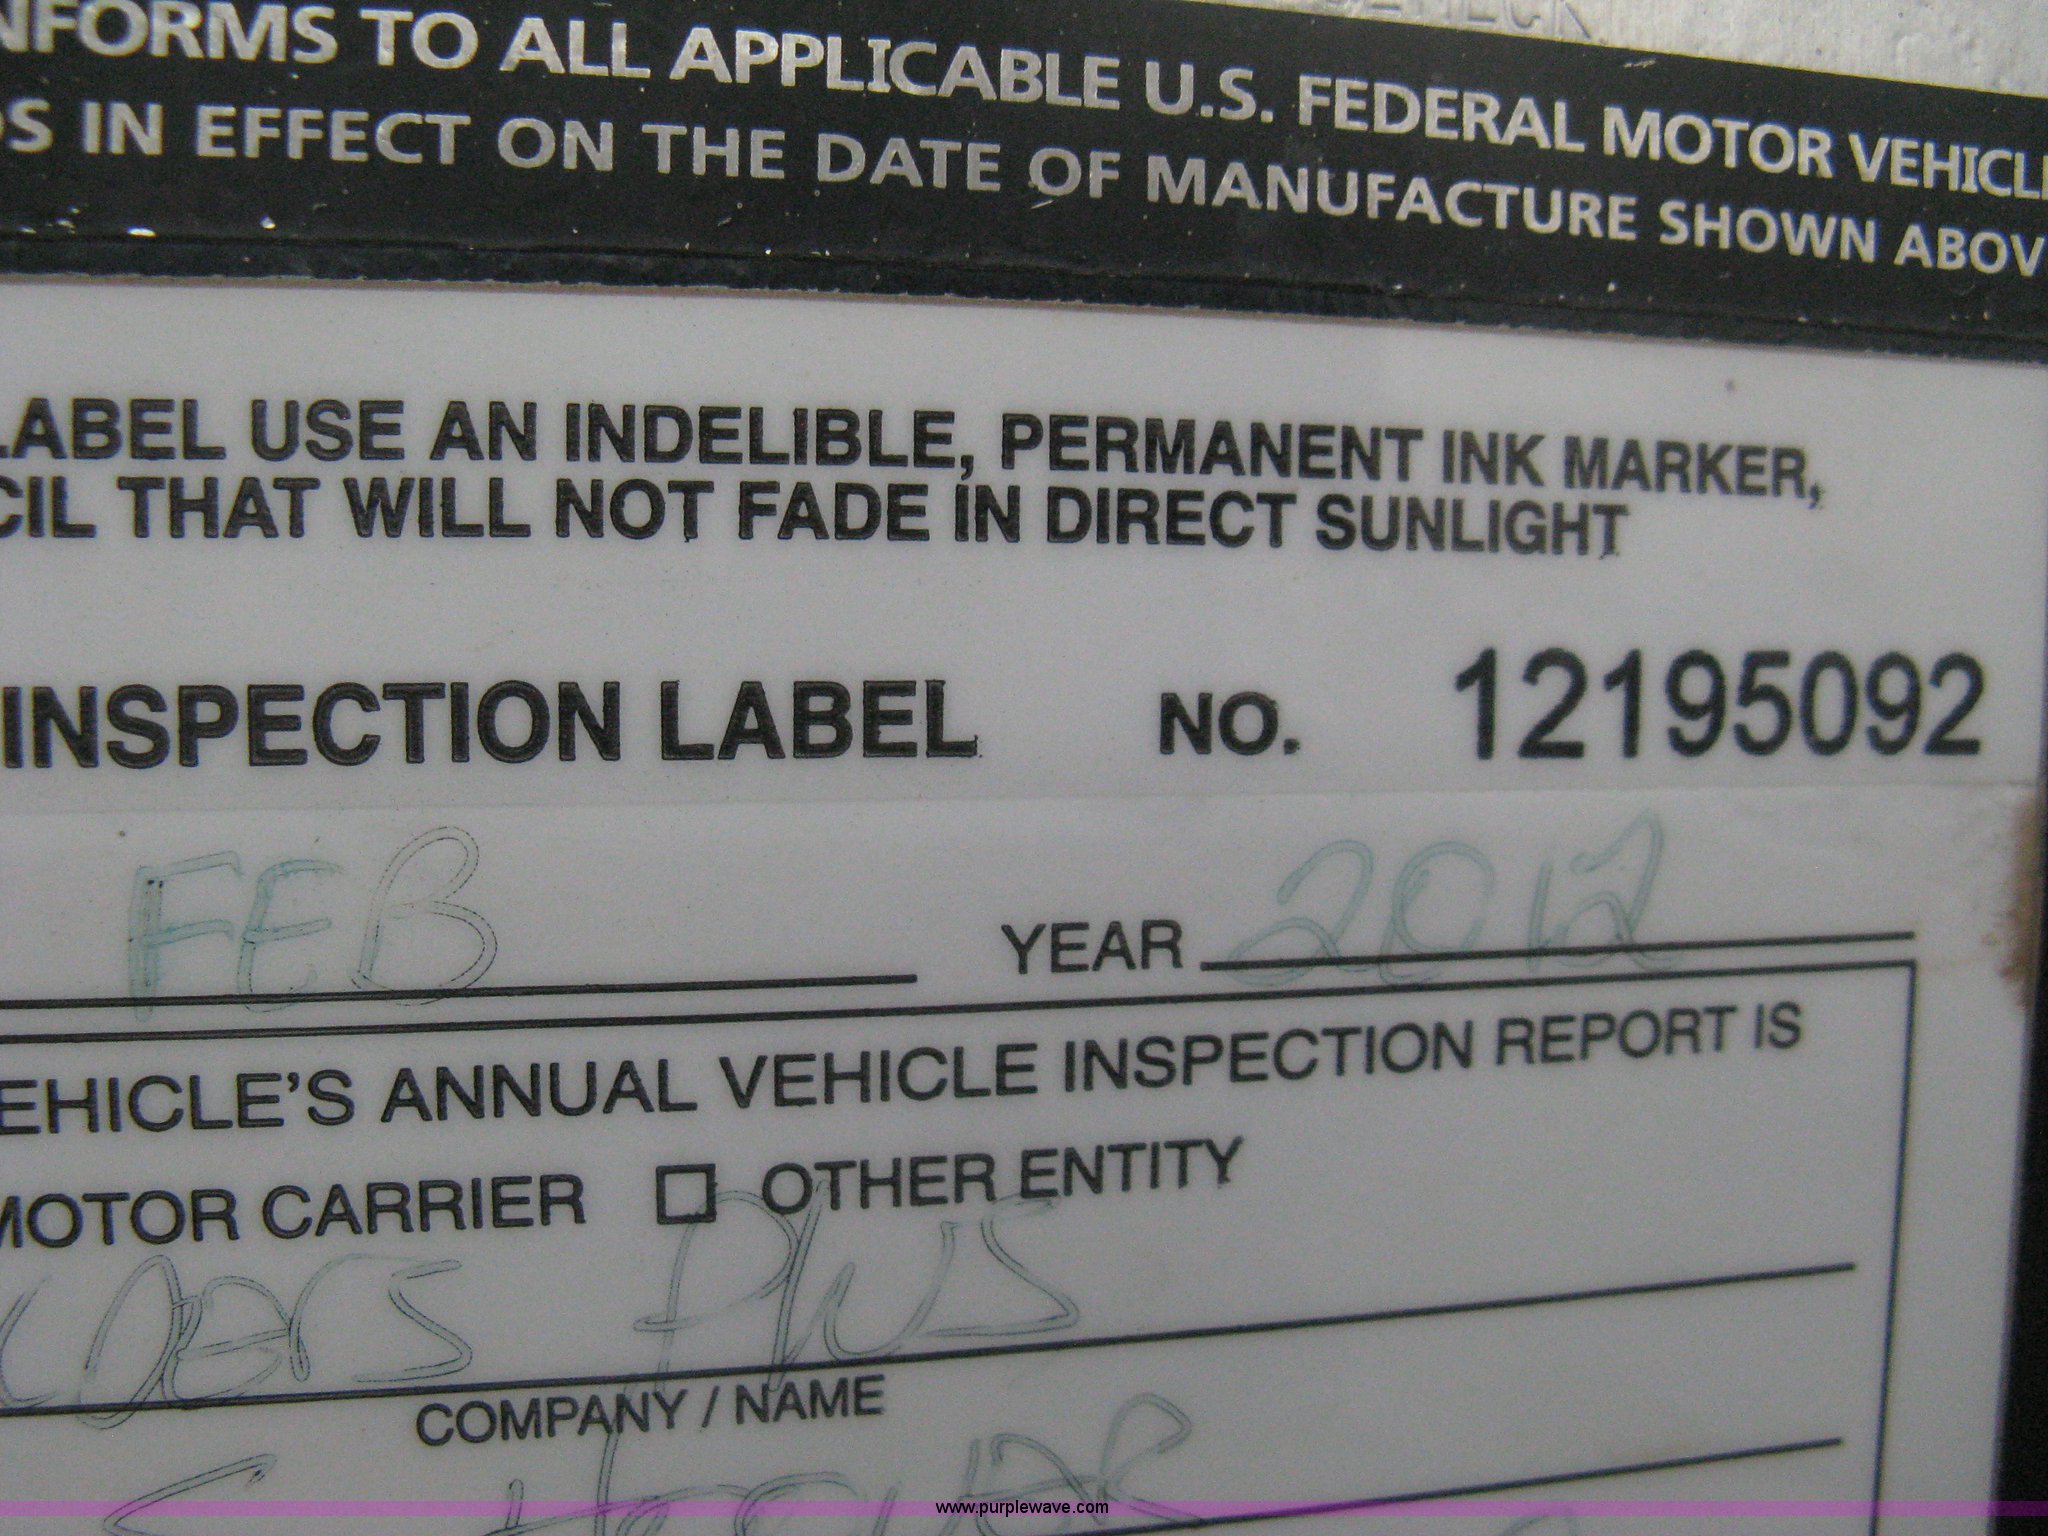 NFORMS TO ALL APPLICABLE U.S. FEDERAL MOTOR VEHICLE
DS IN EFFECT ON THE DATE OF MANUFACTURE SHOWN ABOV
LABEL USE AN INDELIBLE, PERMANENT INK MARKER,
CIL THAT WILL NOT FADE IN DIRECT SUNLIGHT
INSPECTION LABEL NO. 12195092
FEB YEAR 2012
EHICLE'S ANNUAL VEHICLE INSPECTION REPORT IS
MOTOR CARRIER OTHER ENTITY
Plus
COMPANY / NAME
www.purplewave.com